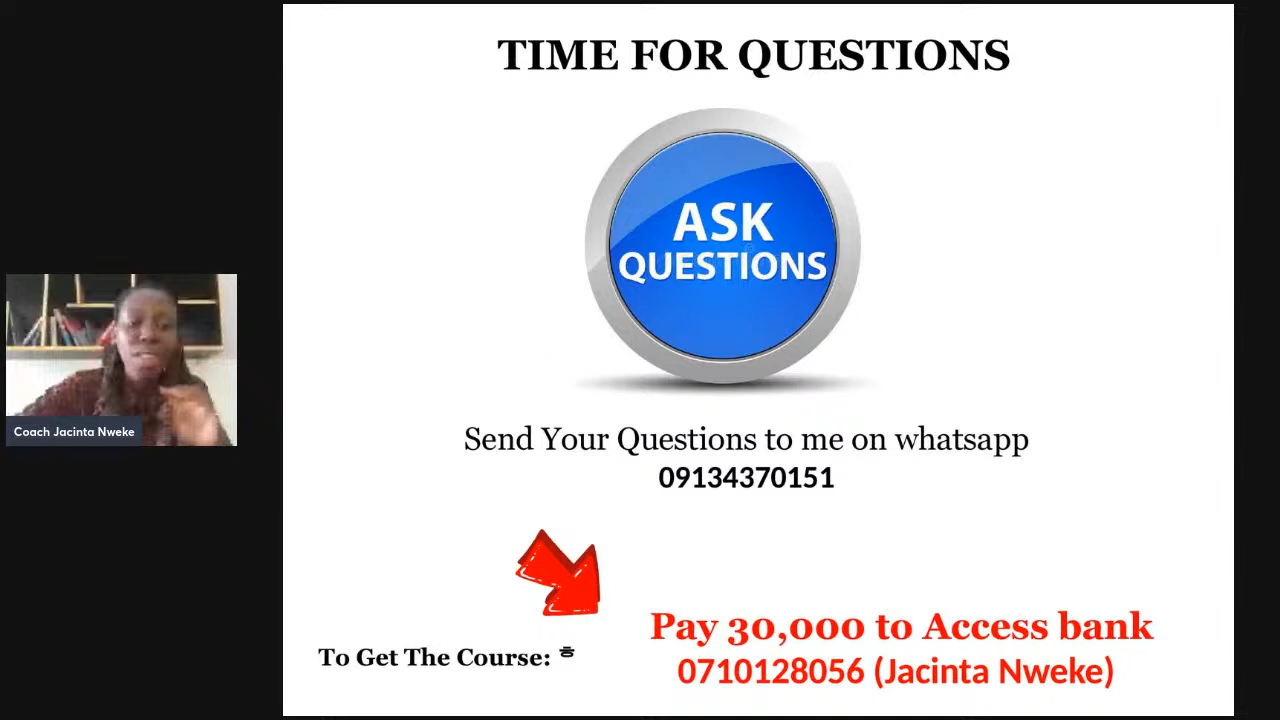 TIME FOR QUESTIONS
ASK
QUESTIONS
Coach Jacinta Nweke
Send Your Questions to me on whatsapp
09134370151
Pay 30,000 to Access bank
To Get The Course: ㅎ
0710128056 (Jacinta Nweke)